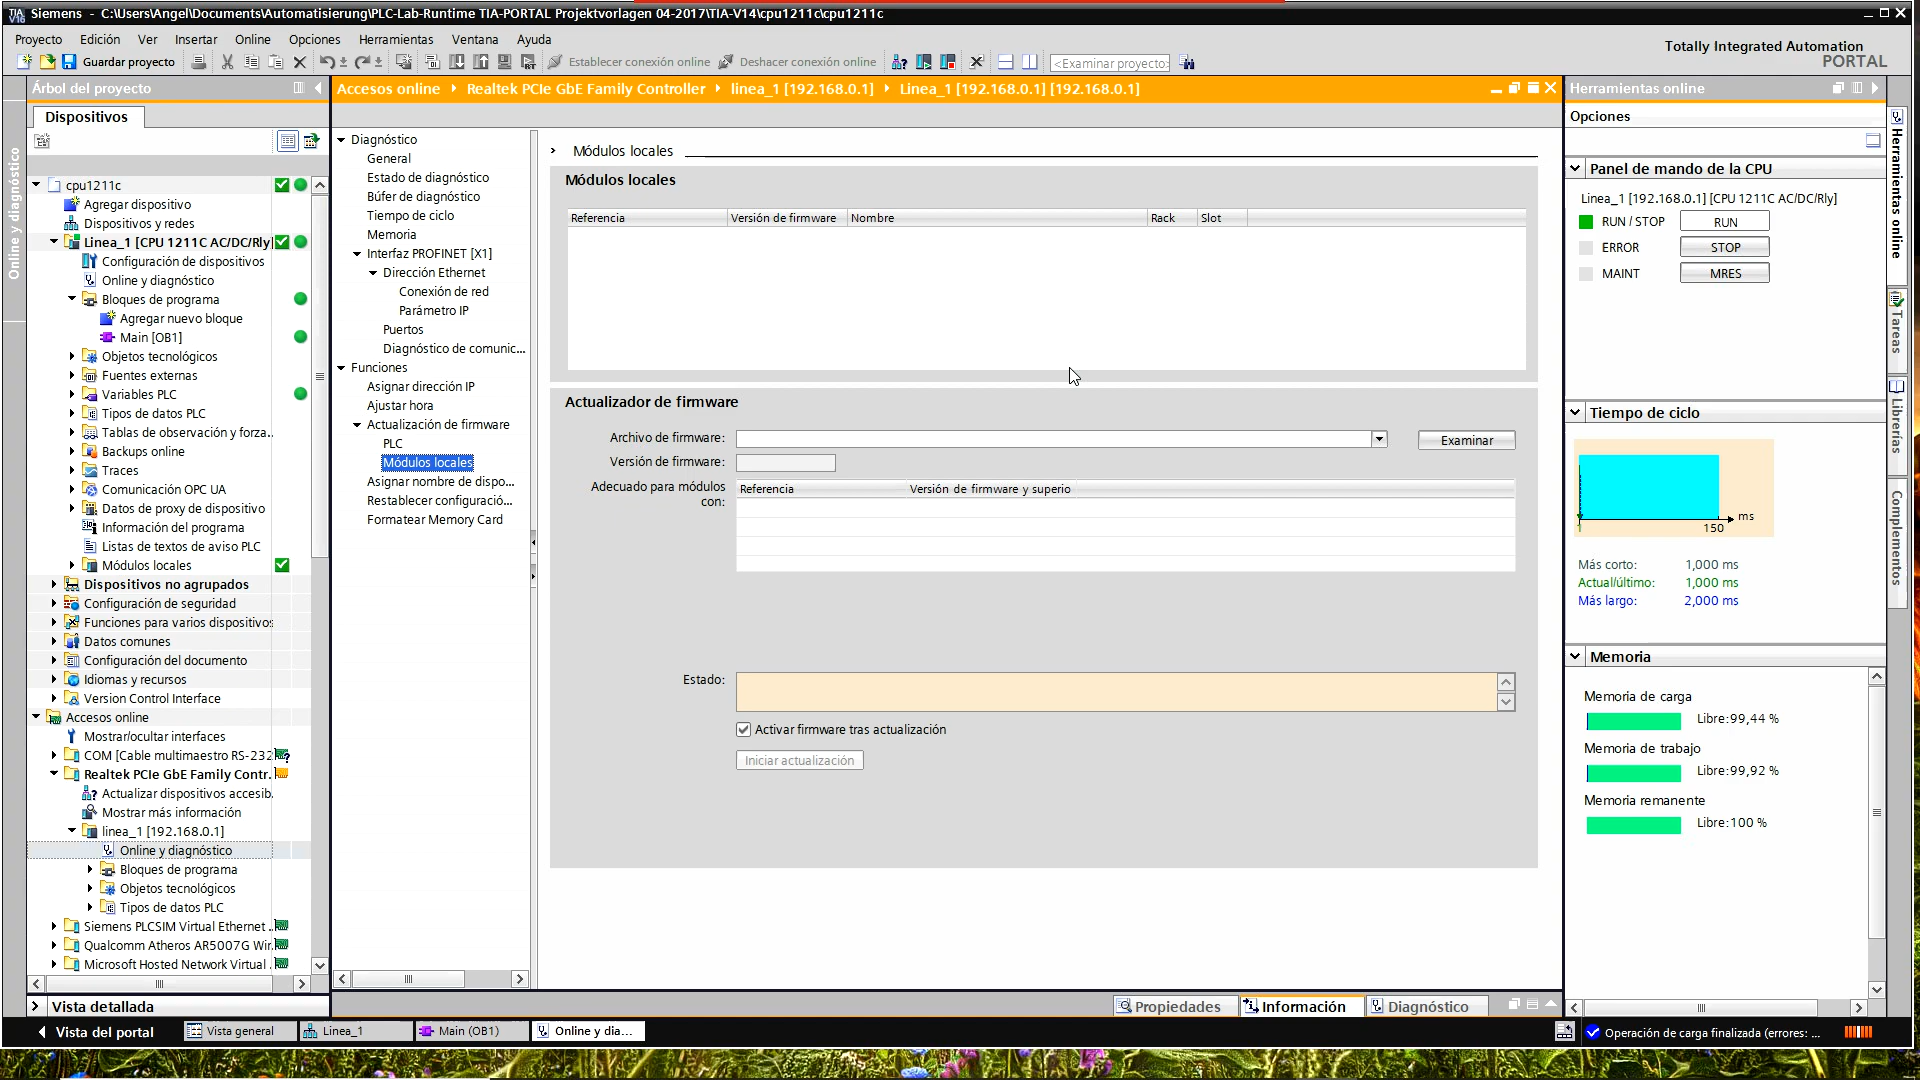 Siemens - C:\Users\Angel\Documents\Automatisierung\PLC-Lab-Runtime TIA-PORTAL Projektvorlagen 04-2017\TIA-V14\cpu1211c\cpu1211c
Proyecto Edición Ver Insertar Online Opciones Herramientas Ventana Ayuda
Totally Integrated Automation
PORTAL
Guardar proyecto
Establecer conexión online
Deshacer conexión online
<Examinar proyecto>
Árbol del proyecto
Dispositivos
Online y diagnóstico
cpu1211c
Agregar dispositivo
Dispositivos y redes
Linea_1 [CPU 1211C AC/DC/Rly]
Configuración de dispositivos
Online y diagnóstico
Bloques de programa
Agregar nuevo bloque
Main [OB1]
Objetos tecnológicos
Fuentes externas
Variables PLC
Tipos de datos PLC
Tablas de observación y forza..
Backups online
Traces
Comunicación OPC UA
Datos de proxy de dispositivo
Información del programa
Listas de textos de aviso PLC
Módulos locales
Dispositivos no agrupados
Configuración de seguridad
Funciones para varios dispositivos
Datos comunes
Configuración del documento
Idiomas y recursos
Version Control Interface
Accesos online
Mostrar/ocultar interfaces
COM [Cable multimaestro RS-232
Realtek PCIe GbE Family Contr.
Actualizar dispositivos accesib.
Mostrar más información
linea_1 [192.168.0.1]
Online y diagnóstico
Bloques de programa
Objetos tecnológicos
Tipos de datos PLC
Siemens PLCSIM Virtual Ethernet .
Qualcomm Atheros AR5007G Wir.
Microsoft Hosted Network Virtual .
Vista detallada
Accesos online › Realtek PCIe GbE Family Controller › linea_1 [192.168.0.1] › Linea_1 [192.168.0.1] [192.168.0.1]
Diagnóstico
General
Estado de diagnóstico
Búfer de diagnóstico
Tiempo de ciclo
Memoria
Interfaz PROFINET [X1]
Dirección Ethernet
Conexión de red
Parámetro IP
Puertos
Diagnóstico de comunic...
Funciones
Asignar dirección IP
Ajustar hora
Actualización de firmware
PLC
Módulos locales
Asignar nombre de dispo...
Restablecer configuració...
Formatear Memory Card
Módulos locales
Módulos locales
Referencia Versión de firmware Nombre Rack Slot
Actualizador de firmware
Archivo de firmware:
Examinar
Versión de firmware:
Adecuado para módulos con:
Referencia Versión de firmware y superio
Estado:
Activar firmware tras actualización
Iniciar actualización
Propiedades
Información
Diagnóstico
Herramientas online
Opciones
Panel de mando de la CPU
Linea_1 [192.168.0.1] [CPU 1211C AC/DC/Rly]
RUN / STOP RUN
ERROR STOP
MAINT MRES
Tiempo de ciclo
1 150 ms
Más corto: 1,000 ms
Actual/último: 1,000 ms
Más largo: 2,000 ms
Memoria
Memoria de carga
Libre:99,44 %
Memoria de trabajo
Libre:99,92 %
Memoria remanente
Libre:100 %
Herramientas online
Tareas
Librerías
Complementos
Vista del portal
Vista general
Linea_1
Main (OB1)
Online y dia...
Operación de carga finalizada (errores: ...